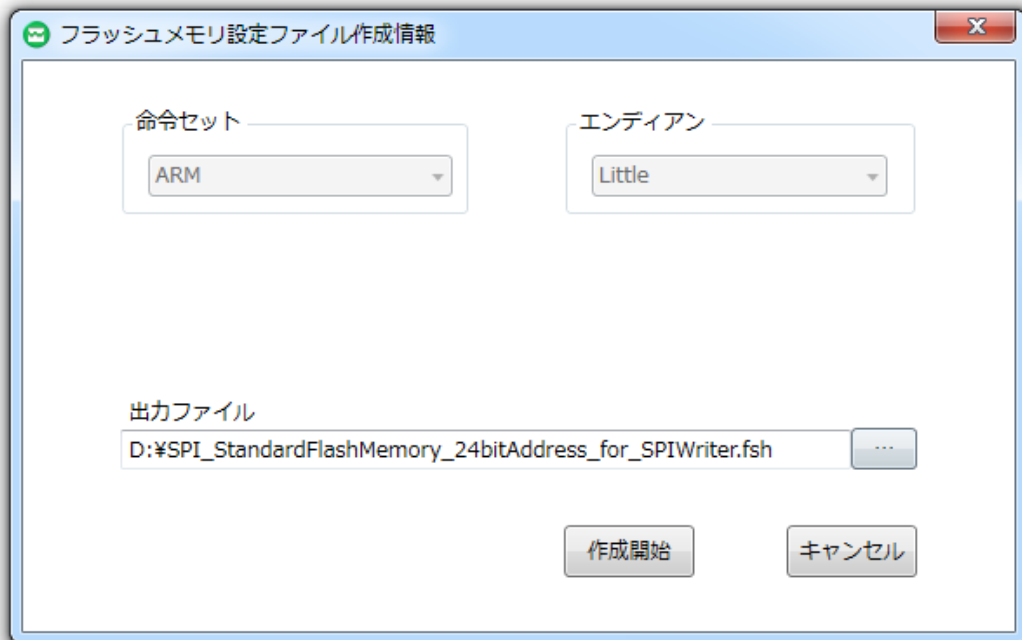 フラッシュメモリ設定ファイル作成情報
命令セット
エンディアン
ARM
Little
出力ファイル
D:¥SPI_StandardFlashMemory_24bitAddress_for_SPIWriter.fsh
...
作成開始
キャンセル